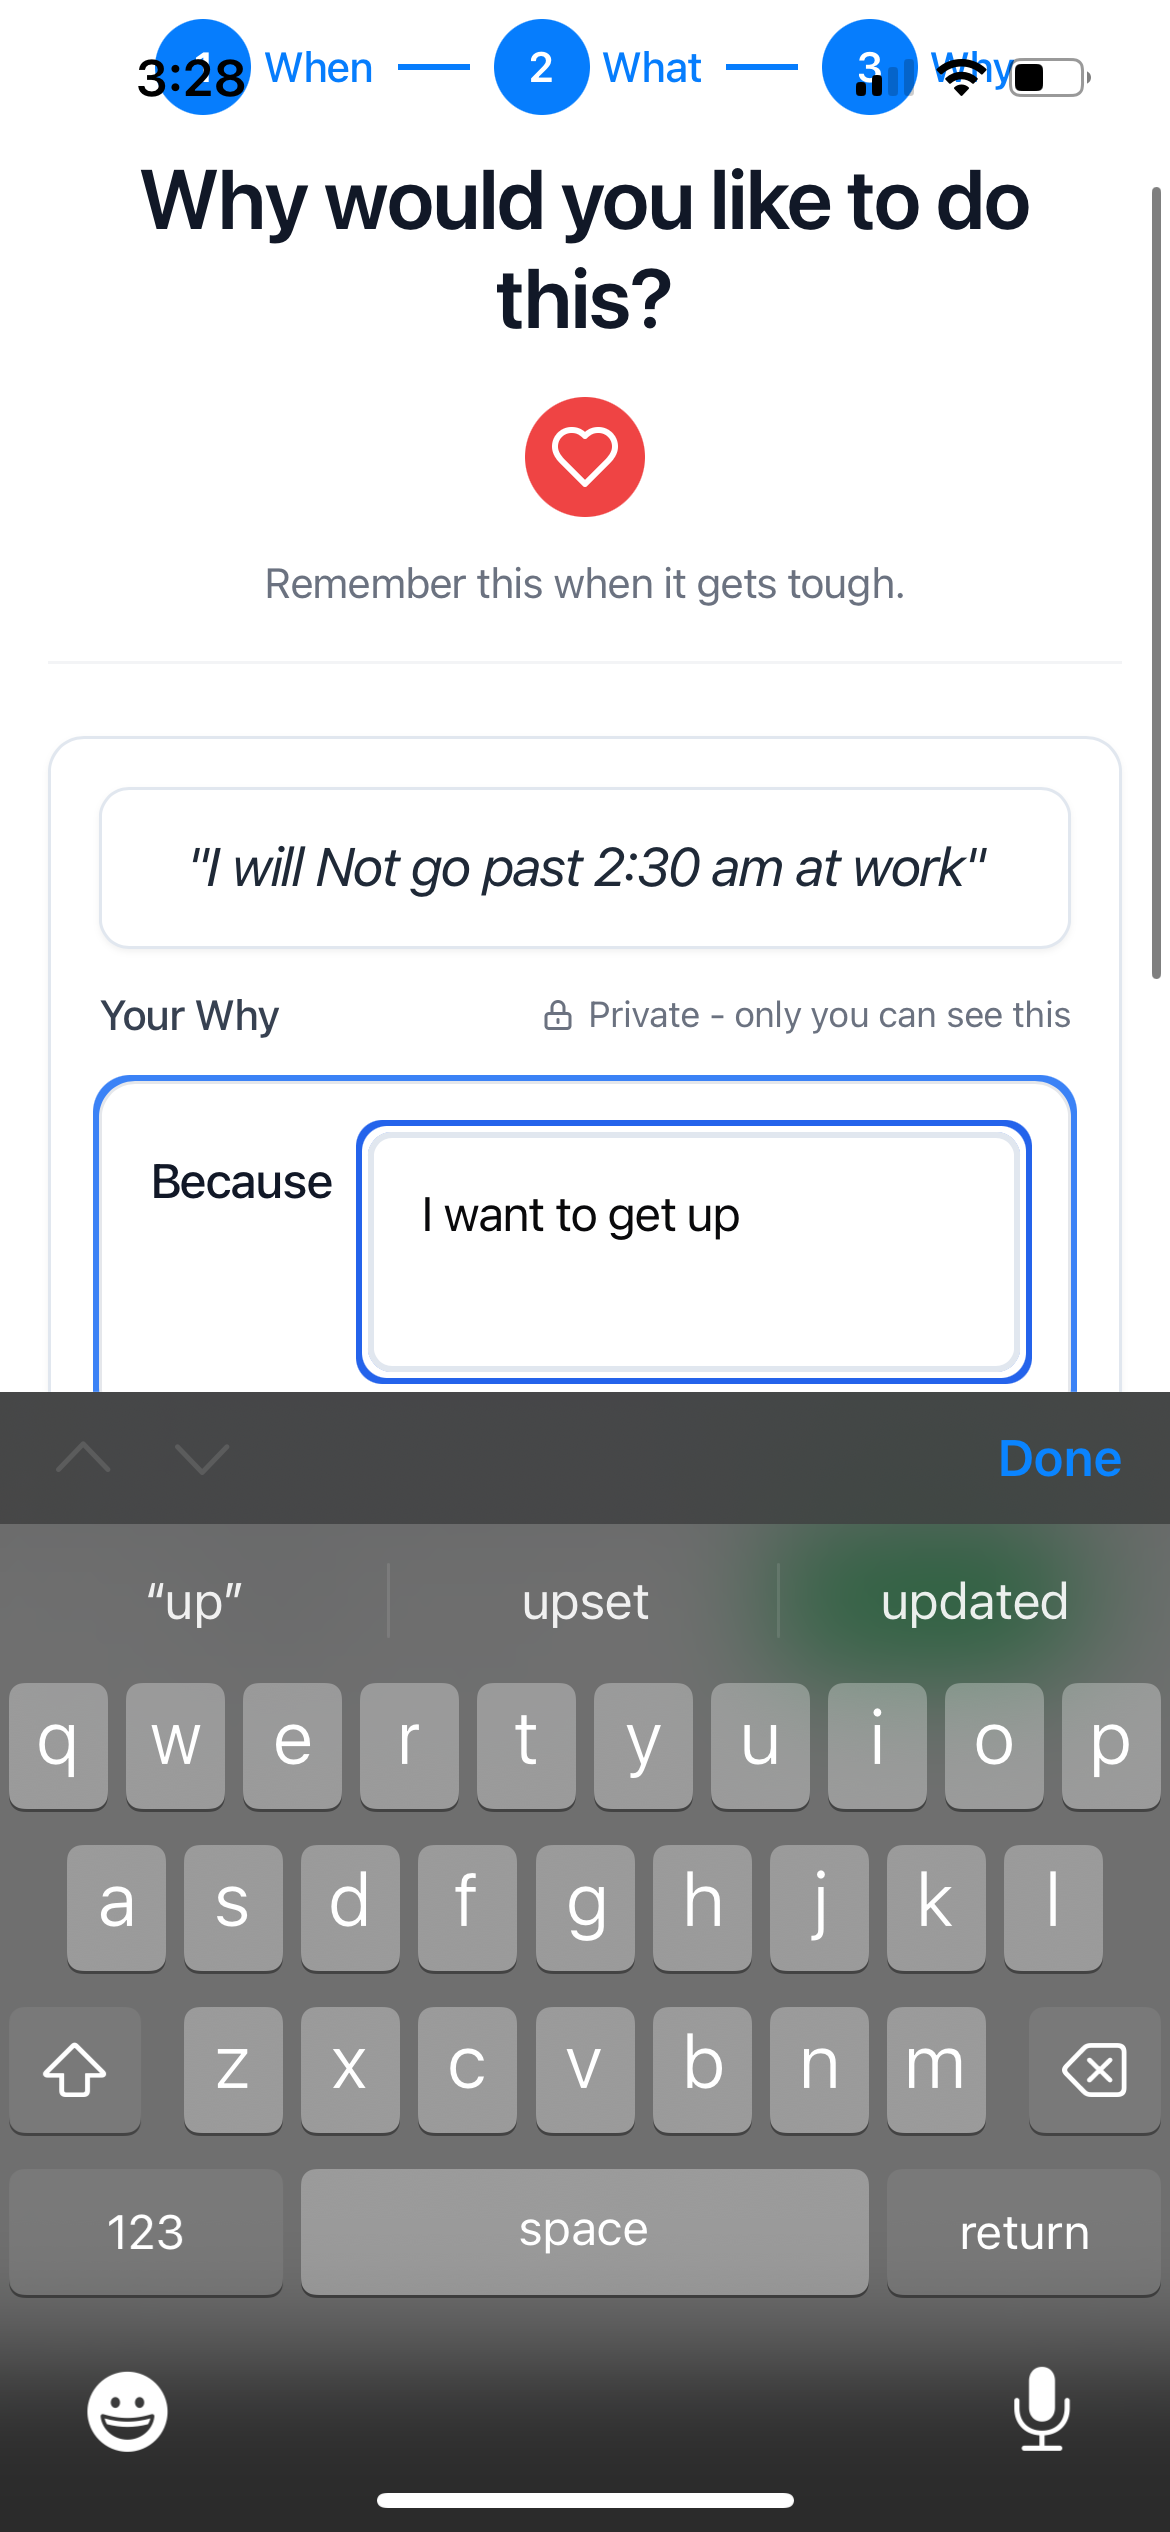 3:28
1 When 2 What 3 Why
Why would you like to do
this?
Remember this when it gets tough.
"I will Not go past 2:30 am at work"
Your Why Private - only you can see this
Because I want to get up
Done
“up” upset updated
q w e r t y u i o p
a s d f g h j k l
z x c v b n m
123 space return